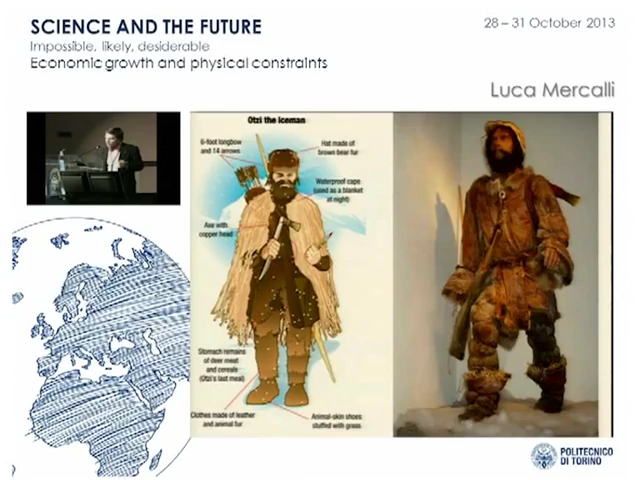 SCIENCE AND THE FUTURE
28 – 31 October 2013
Impossible, likely, desiderable
Economic growth and physical constraints
Luca Mercalli
Otzi the Iceman
6-foot longbow
and 14 arrows
Hat made of
brown bear fur
Waterproof cape
(used as a blanket
at night)
Axe with
copper head
Stomach remains
of deer meat
and cereals
(Otzi's last meal)
Clothes made of leather
and animal fur
Animal-skin shoes
stuffed with grass
POLITECNICO
DI TORINO